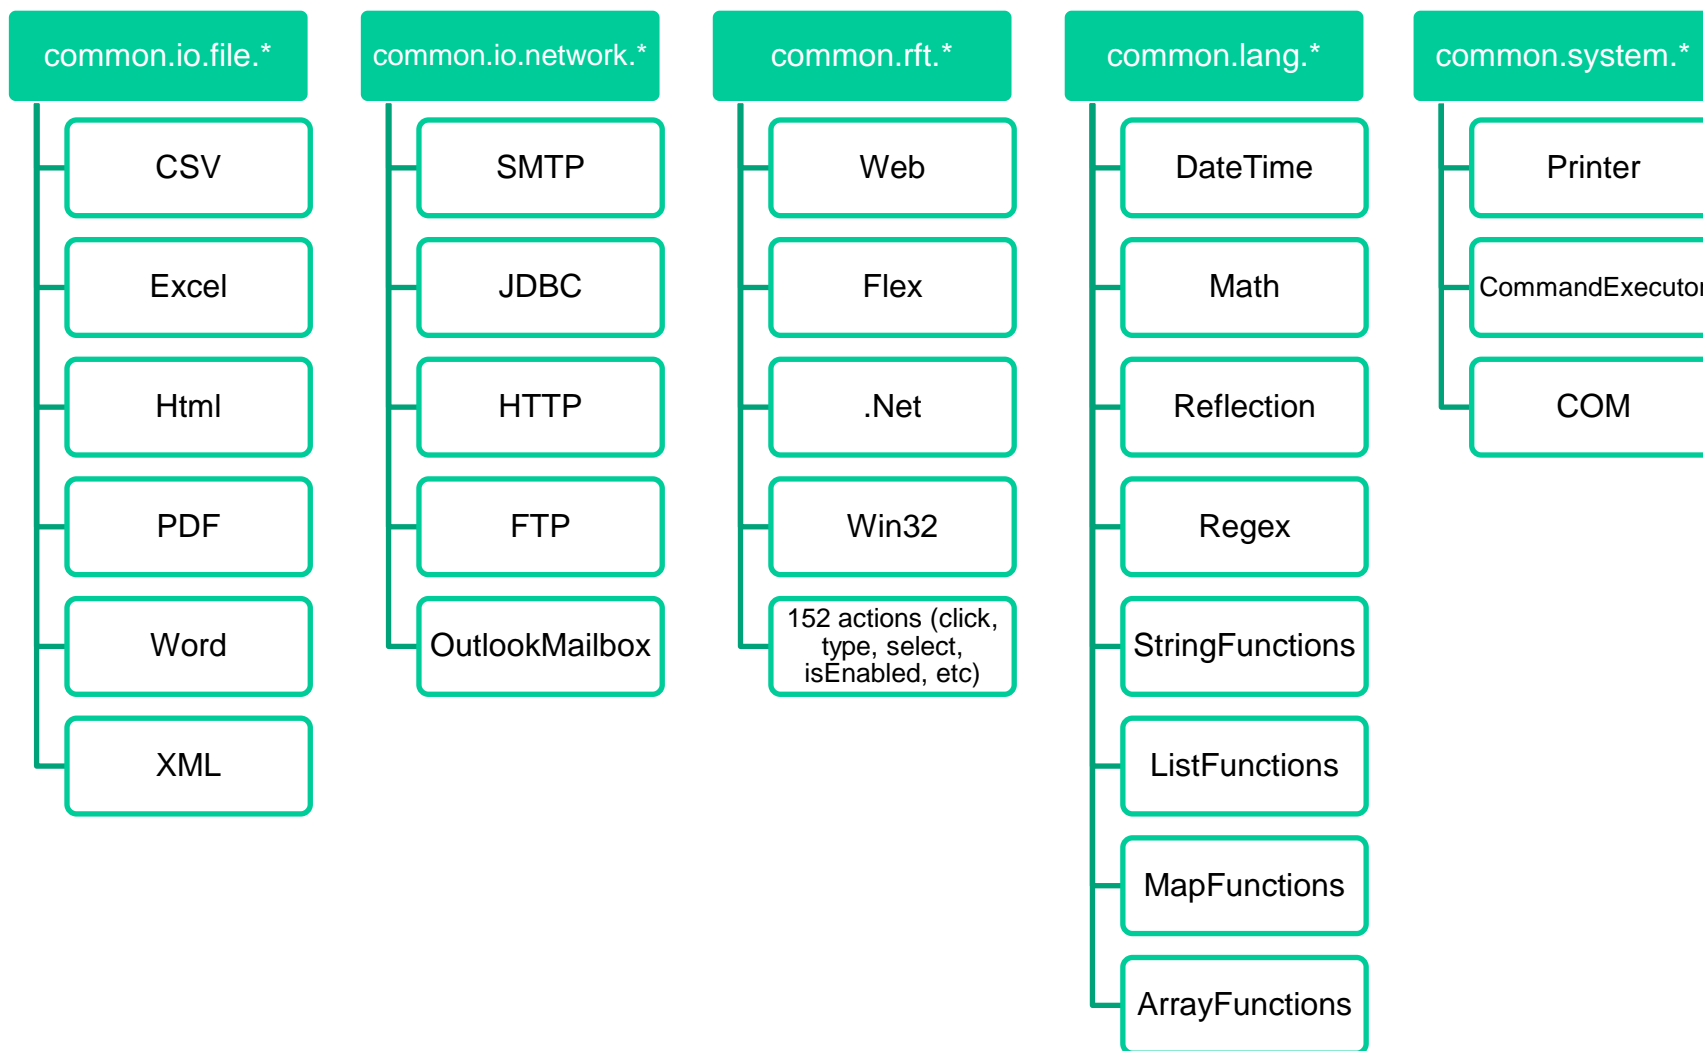 common.io.file.*
CSV
Excel
Html
PDF
Word
XML
common.io.network.*
SMTP
JDBC
HTTP
FTP
OutlookMailbox
common.rft.*
Web
Flex
.Net
Win32
152 actions (click,
type, select,
isEnabled, etc)
common.lang.*
DateTime
Math
Reflection
Regex
StringFunctions
ListFunctions
MapFunctions
ArrayFunctions
common.system.*
Printer
CommandExecutor
COM